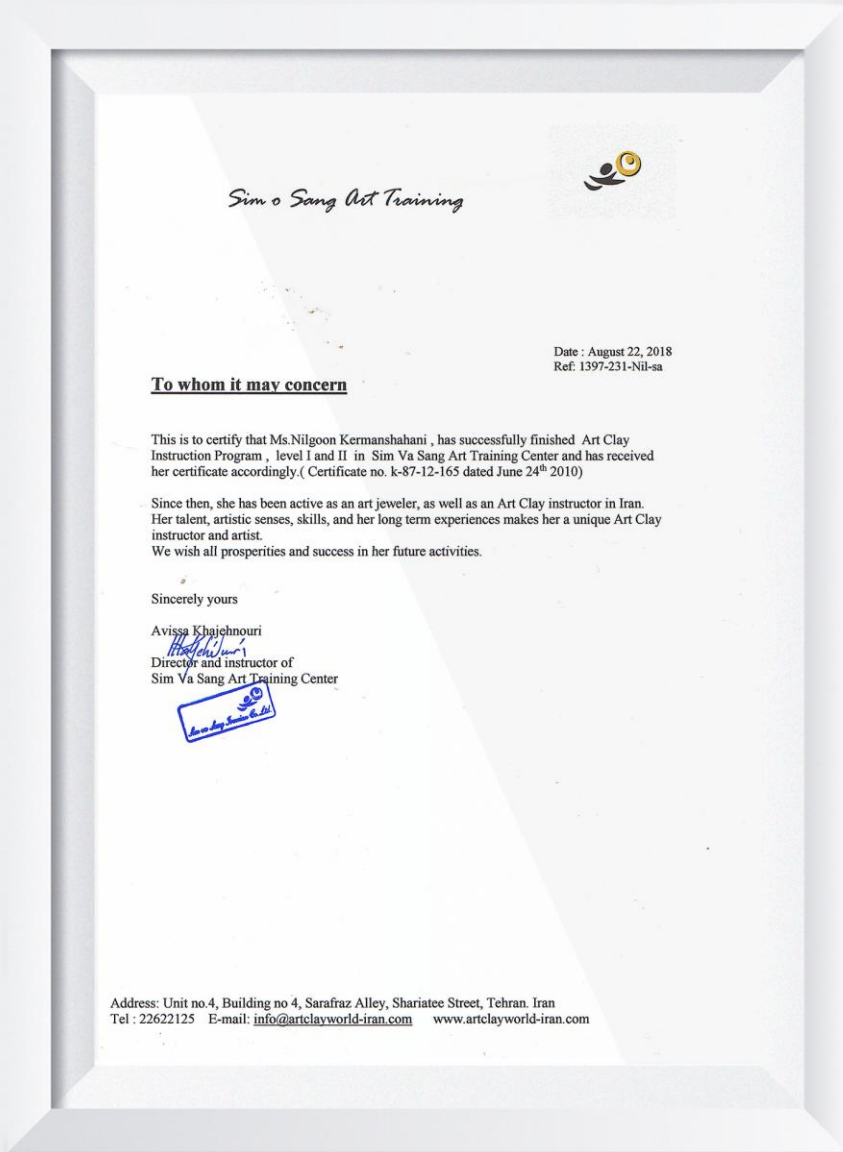 Sim o Sang Art Training
Date : August 22, 2018
Ref: 1397-231-Nil-sa
To whom it may concern
This is to certify that Ms.Nilgoon Kermanshahani , has successfully finished  Art Clay
Instruction Program ,  level I and II  in  Sim Va Sang Art Training Center and has received
her certificate accordingly.( Certificate no. k-87-12-165 dated June 24th 2010)
Since then, she has been active as an art jeweler, as well as an Art Clay instructor in Iran.
Her talent, artistic senses, skills, and her long term experiences makes her a unique Art Clay
instructor and artist.
We wish all prosperities and success in her future activities.
Sincerely yours
Avissa Khajehnouri
Director and instructor of
Sim Va Sang Art Training Center
Address: Unit no.4, Building no 4, Sarafraz Alley, Shariatee Street, Tehran. Iran
Tel : 22622125   E-mail: info@artclayworld-iran.com     www.artclayworld-iran.com